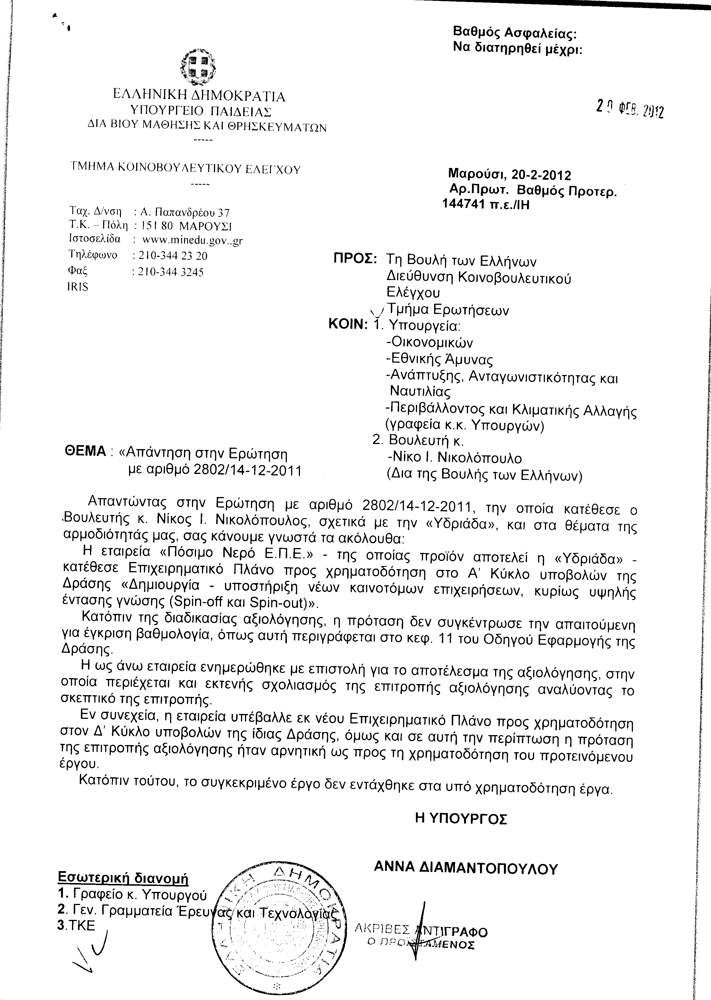 Βαθμός Ασφαλείας:
Να διατηρηθεί μέχρι:
ΕΛΛΗΝΙΚΗ ΔΗΜΟΚΡΑΤΙΑ
ΥΠΟΥΡΓΕΙΟ ΠΑΙΔΕΙΑΣ
ΔΙΑ ΒΙΟΥ ΜΑΘΗΣΗΣ ΚΑΙ ΘΡΗΣΚΕΥΜΑΤΩΝ
-----
20 ΦΕΒ. 2012
ΤΜΗΜΑ ΚΟΙΝΟΒΟΥΛΕΥΤΙΚΟΥ ΕΛΕΓΧΟΥ
-----
Μαρούσι, 20-2-2012
Αρ.Πρωτ. Βαθμός Προτερ.
144741 π.ε./ΙΗ
Ταχ. Δ/νση : Α. Παπανδρέου 37
Τ.Κ. – Πόλη : 151 80 ΜΑΡΟΥΣΙ
Ιστοσελίδα : www.minedu.gov..gr
Τηλέφωνο : 210-344 23 20
Φαξ : 210-344 3245
IRIS
ΠΡΟΣ: Τη Βουλή των Ελλήνων
Διεύθυνση Κοινοβουλευτικού
Ελέγχου
Τμήμα Ερωτήσεων
ΚΟΙΝ: 1. Υπουργεία:
-Οικονομικών
-Εθνικής Άμυνας
-Ανάπτυξης, Ανταγωνιστικότητας και
Ναυτιλίας
-Περιβάλλοντος και Κλιματικής Αλλαγής
(γραφεία κ.κ. Υπουργών)
2. Βουλευτή κ.
-Νίκο Ι. Νικολόπουλο
(Δια της Βουλής των Ελλήνων)
ΘΕΜΑ : «Απάντηση στην Ερώτηση
με αριθμό 2802/14-12-2011
Απαντώντας στην Ερώτηση με αριθμό 2802/14-12-2011, την οποία κατέθεσε ο
Βουλευτής κ. Νίκος Ι. Νικολόπουλος, σχετικά με την «Υδριάδα», και στα θέματα της
αρμοδιότητάς μας, σας κάνουμε γνωστά τα ακόλουθα:
Η εταιρεία «Πόσιμο Νερό Ε.Π.Ε.» - της οποίας προϊόν αποτελεί η «Υδριάδα» -
κατέθεσε Επιχειρηματικό Πλάνο προς χρηματοδότηση στο Α’ Κύκλο υποβολών της
Δράσης «Δημιουργία - υποστήριξη νέων καινοτόμων επιχειρήσεων, κυρίως υψηλής
έντασης γνώσης (Spin-off και Spin-out)».
Κατόπιν της διαδικασίας αξιολόγησης, η πρόταση δεν συγκέντρωσε την απαιτούμενη
για έγκριση βαθμολογία, όπως αυτή περιγράφεται στο κεφ. 11 του Οδηγού Εφαρμογής της
Δράσης.
Η ως άνω εταιρεία ενημερώθηκε με επιστολή για το αποτέλεσμα της αξιολόγησης, στην
οποία περιέχεται και εκτενής σχολιασμός της επιτροπής αξιολόγησης αναλύοντας το
σκεπτικό της επιτροπής.
Εν συνεχεία, η εταιρεία υπέβαλλε εκ νέου Επιχειρηματικό Πλάνο προς χρηματοδότηση
στον Δ’ Κύκλο υποβολών της ίδιας Δράσης, όμως και σε αυτή την περίπτωση η πρόταση
της επιτροπής αξιολόγησης ήταν αρνητική ως προς τη χρηματοδότηση του προτεινόμενου
έργου.
Κατόπιν τούτου, το συγκεκριμένο έργο δεν εντάχθηκε στα υπό χρηματοδότηση έργα.
Η ΥΠΟΥΡΓΟΣ
ΑΝΝΑ ΔΙΑΜΑΝΤΟΠΟΥΛΟΥ
Εσωτερική διανομή
1. Γραφείο κ. Υπουργού
2. Γεν. Γραμματεία Έρευνας και Τεχνολογίας
3.ΤΚΕ
ΕΛΛΗΝΙΚΗ ΔΗΜΟΚΡΑΤΙΑ
ΑΚΡΙΒΕΣ ΑΝΤΙΓΡΑΦΟ
Ο ΠΡΟΪΣΤΑΜΕΝΟΣ